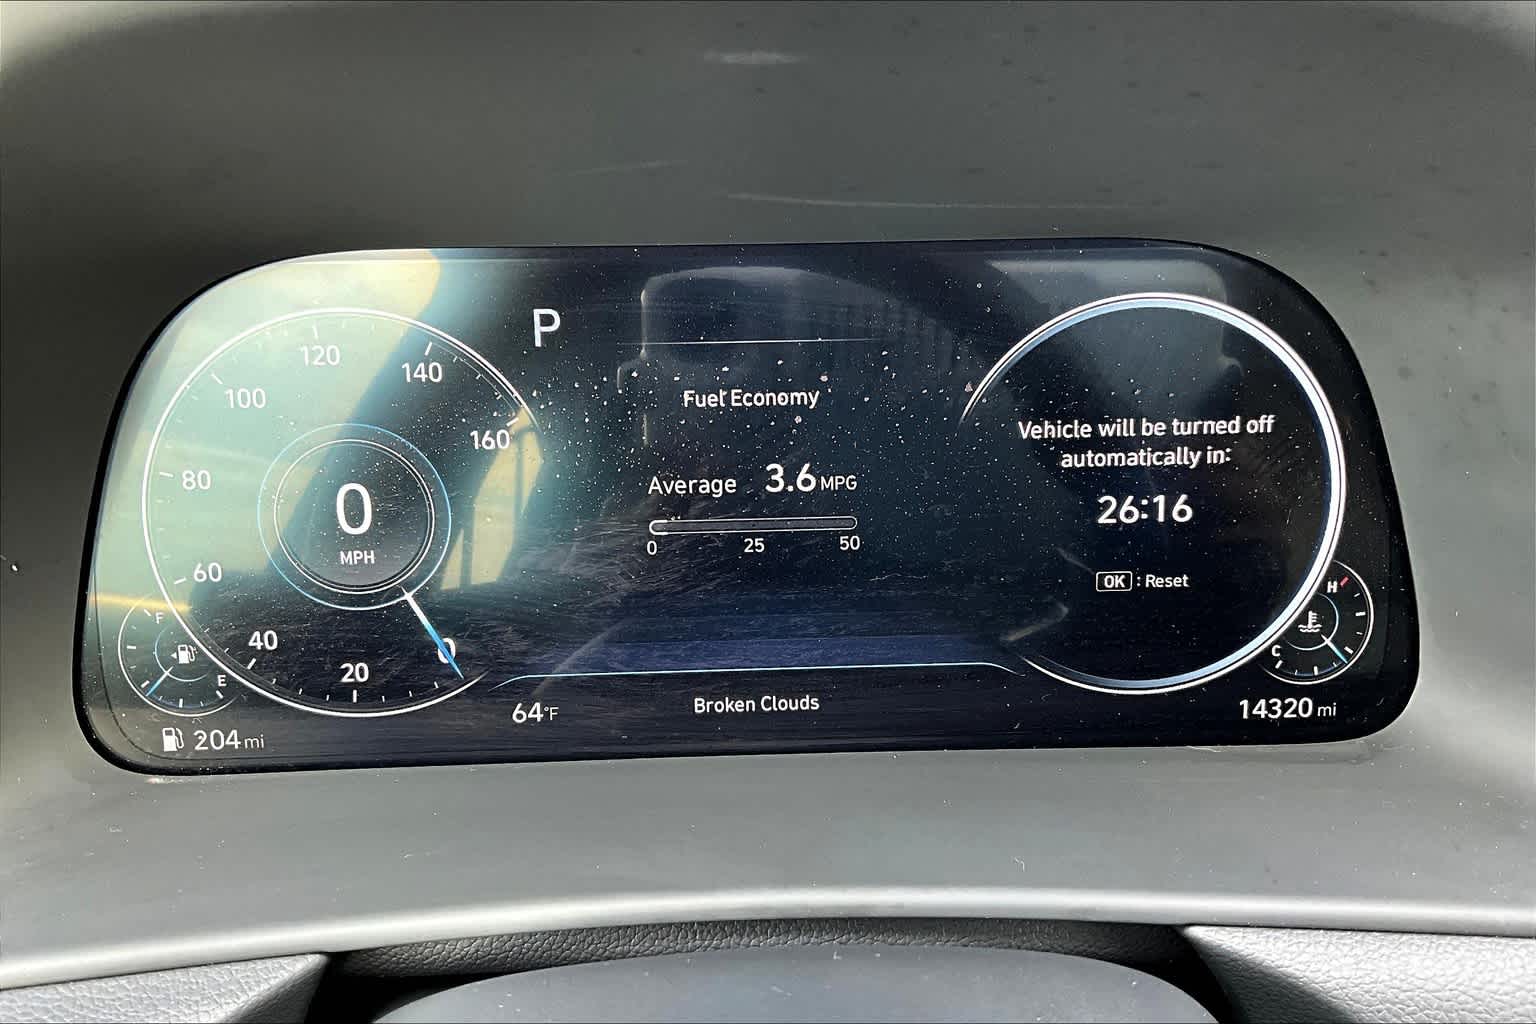 P
120
140
100
160
80
0
MPH
60
40
20
0
F
E
204 mi
Fuel Economy
Average 3.6 MPG
0 25 50
64°F
Broken Clouds
Vehicle will be turned off
automatically in:
26:16
OK : Reset
H
C
14320 mi